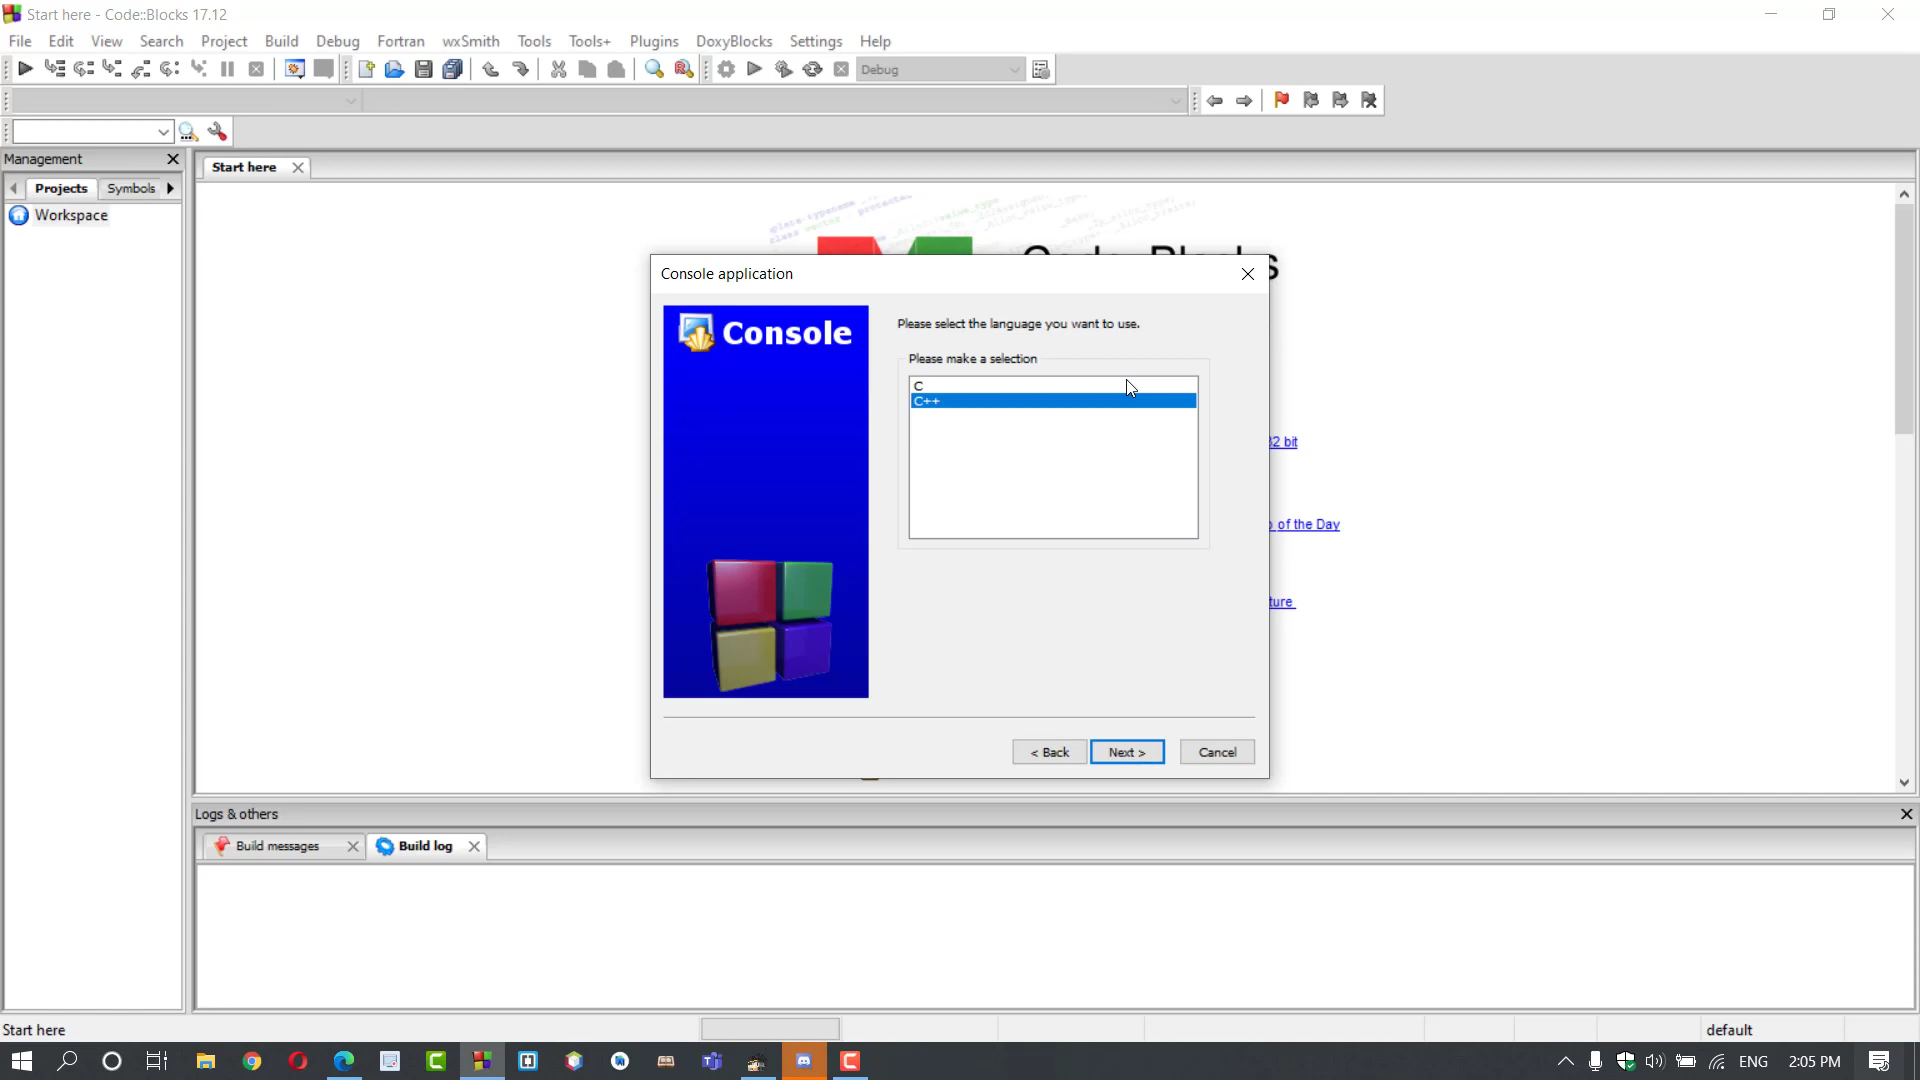 Start here - Code::Blocks 17.12
File Edit View Search Project Build Debug Fortran wxSmith Tools Tools+ Plugins DoxyBlocks Settings Help
Debug
Management
Start here
Projects Symbols
Workspace
Console application
Console
Please select the language you want to use.
Please make a selection
C
C++
32 bit
of the Day
ture
< Back Next > Cancel
Logs & others
Build messages Build log
Start here default
ENG 2:05 PM